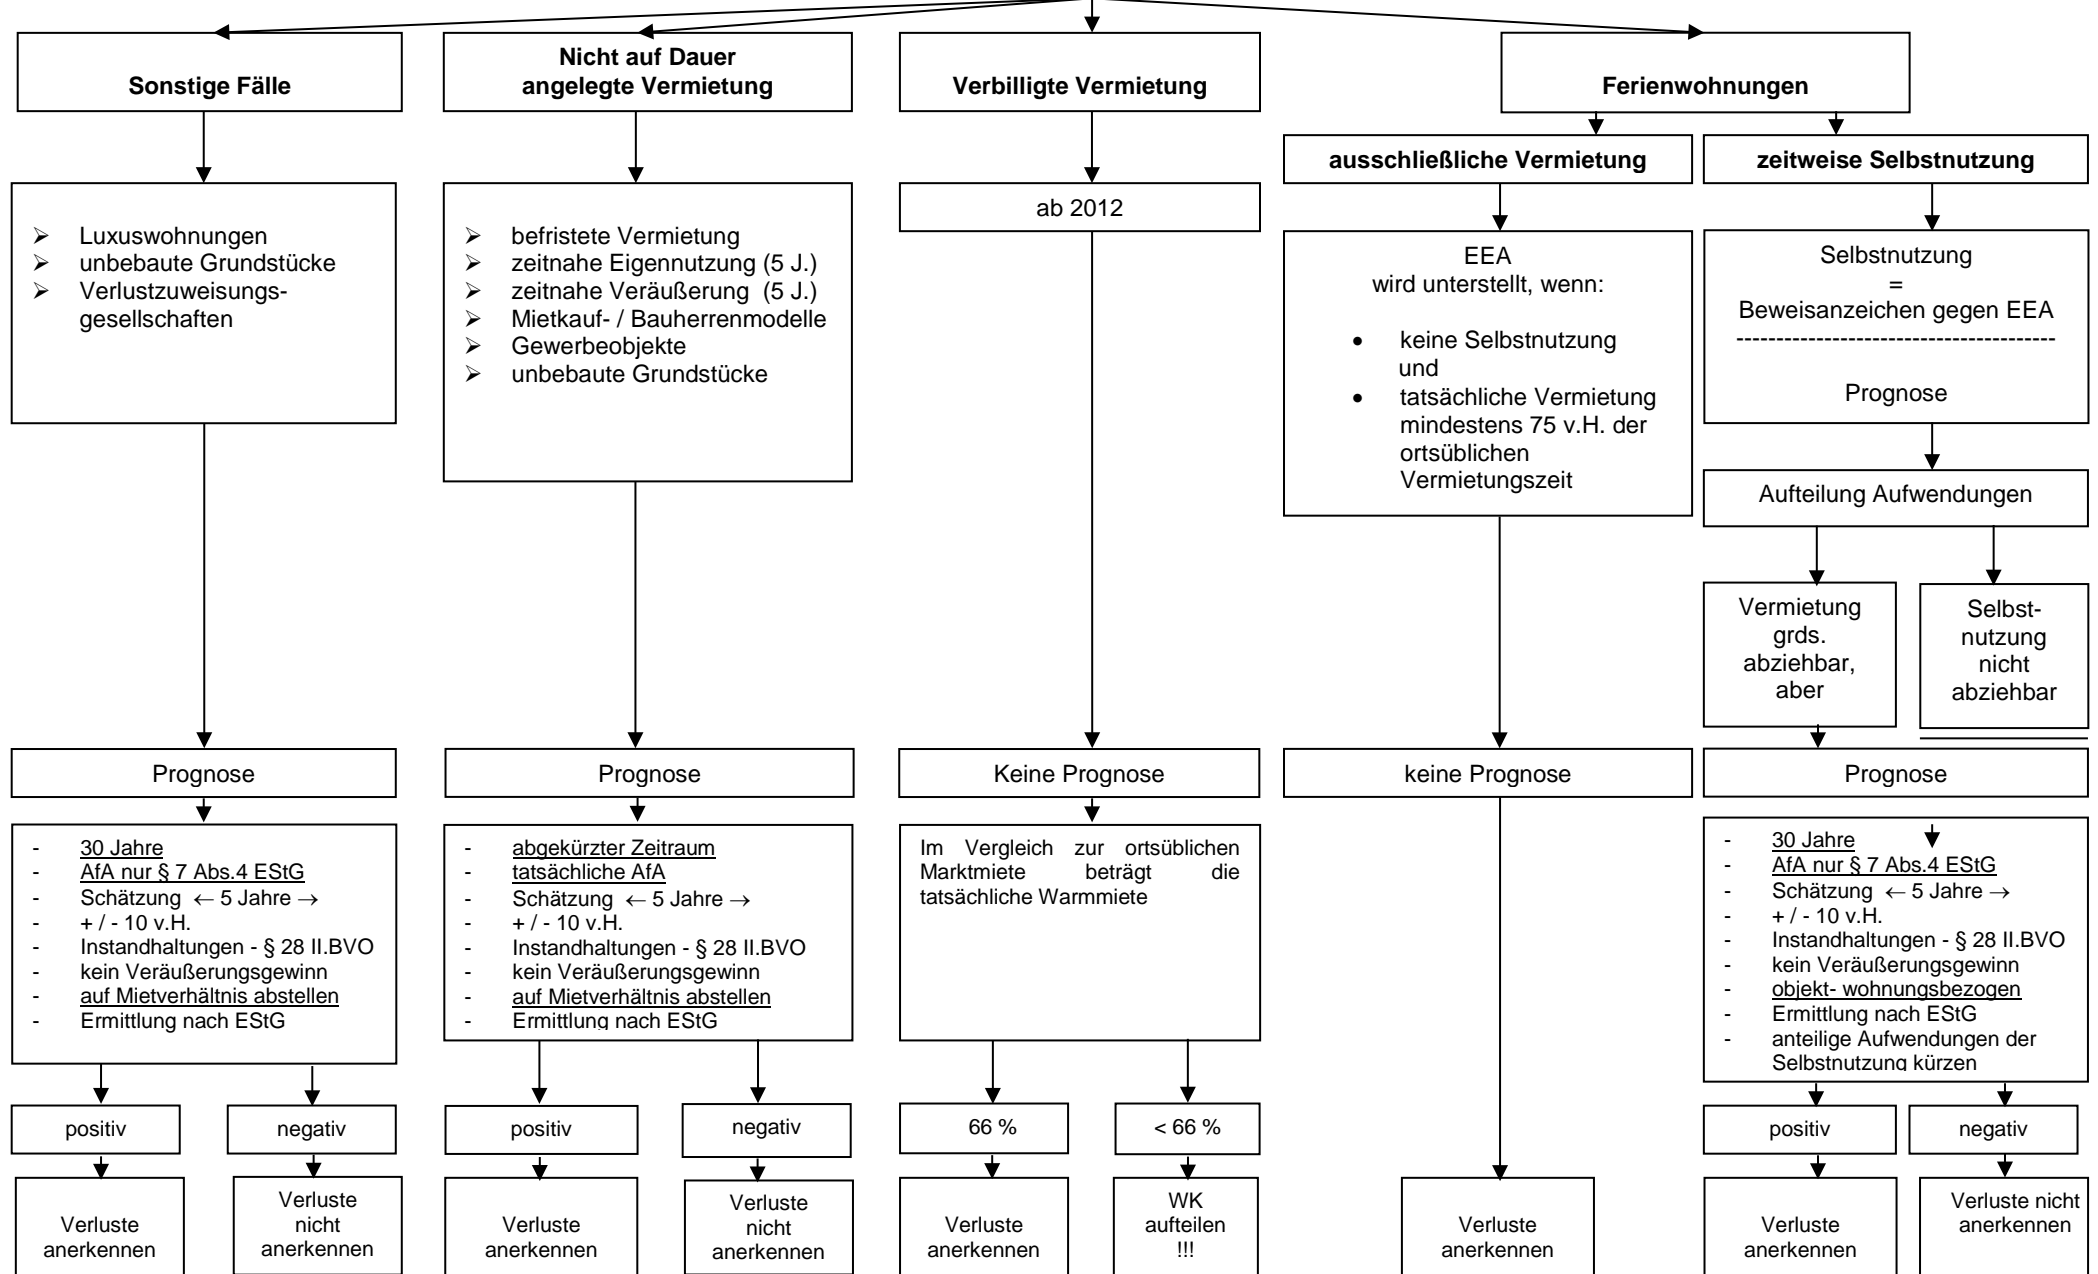 Sonstige Fälle
Nicht auf Dauer
angelegte Vermietung
Verbilligte Vermietung
Ferienwohnungen
ausschließliche Vermietung
zeitweise Selbstnutzung
➢ Luxuswohnungen
➢ unbebaute Grundstücke
➢ Verlustzuweisungs-
gesellschaften
➢ befristete Vermietung
➢ zeitnahe Eigennutzung (5 J.)
➢ zeitnahe Veräußerung (5 J.)
➢ Mietkauf- / Bauherrenmodelle
➢ Gewerbeobjekte
➢ unbebaute Grundstücke
ab 2012
EEA
wird unterstellt, wenn:
• keine Selbstnutzung
und
• tatsächliche Vermietung
mindestens 75 v.H. der
ortsüblichen
Vermietungszeit
Selbstnutzung
=
Beweisanzeichen gegen EEA
----------------------------------------
Prognose
Aufteilung Aufwendungen
Vermietung
grds.
abziehbar,
aber
Selbst-
nutzung
nicht
abziehbar
Prognose
Prognose
Keine Prognose
keine Prognose
Prognose
- 30 Jahre
- AfA nur § 7 Abs.4 EStG
- Schätzung ← 5 Jahre →
- + / - 10 v.H.
- Instandhaltungen - § 28 II.BVO
- kein Veräußerungsgewinn
- auf Mietverhältnis abstellen
- Ermittlung nach EStG
- abgekürzter Zeitraum
- tatsächliche AfA
- Schätzung ← 5 Jahre →
- + / - 10 v.H.
- Instandhaltungen - § 28 II.BVO
- kein Veräußerungsgewinn
- auf Mietverhältnis abstellen
- Ermittlung nach EStG
Im Vergleich zur ortsüblichen
Marktmiete beträgt die
tatsächliche Warmmiete
- 30 Jahre
- AfA nur § 7 Abs.4 EStG
- Schätzung ← 5 Jahre →
- + / - 10 v.H.
- Instandhaltungen - § 28 II.BVO
- kein Veräußerungsgewinn
- objekt- wohnungsbezogen
- Ermittlung nach EStG
- anteilige Aufwendungen der
Selbstnutzung kürzen
positiv
negativ
positiv
negativ
66 %
< 66 %
positiv
negativ
Verluste
anerkennen
Verluste
nicht
anerkennen
Verluste
anerkennen
Verluste
nicht
anerkennen
Verluste
anerkennen
WK
aufteilen
!!!
Verluste
anerkennen
Verluste
anerkennen
Verluste nicht
anerkennen